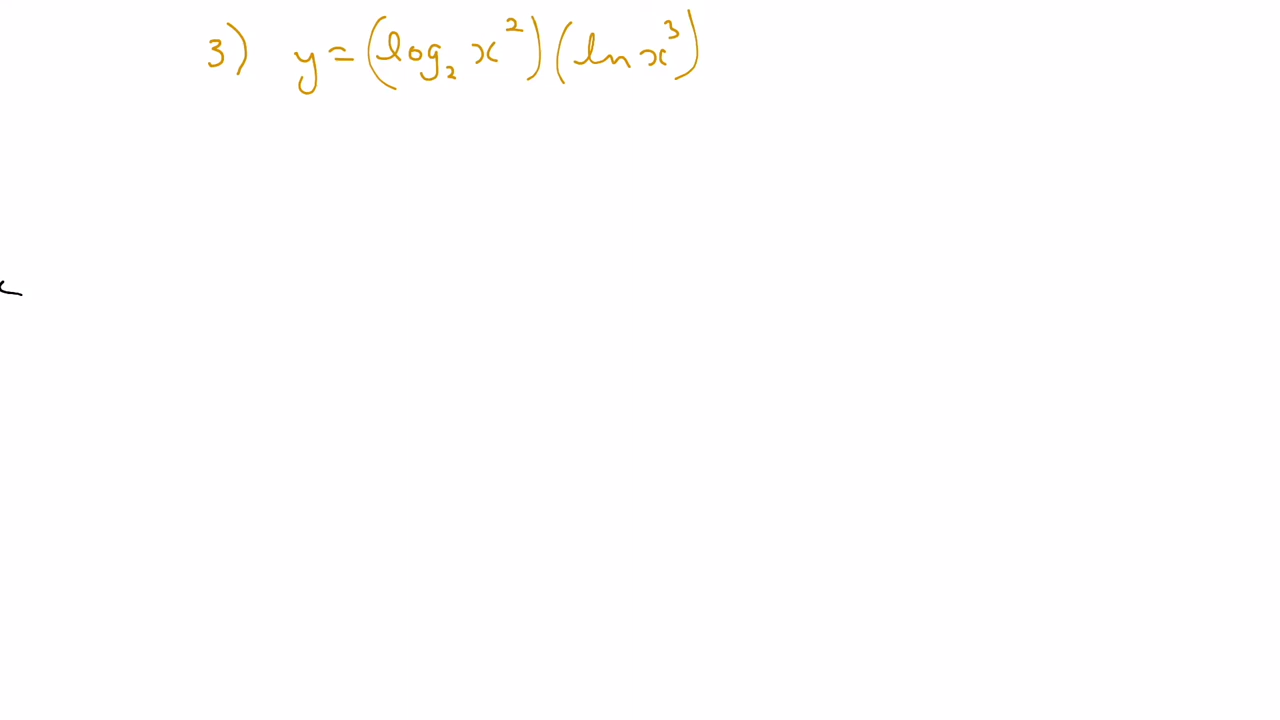 3) y = (log₂ x²)(ln x³)